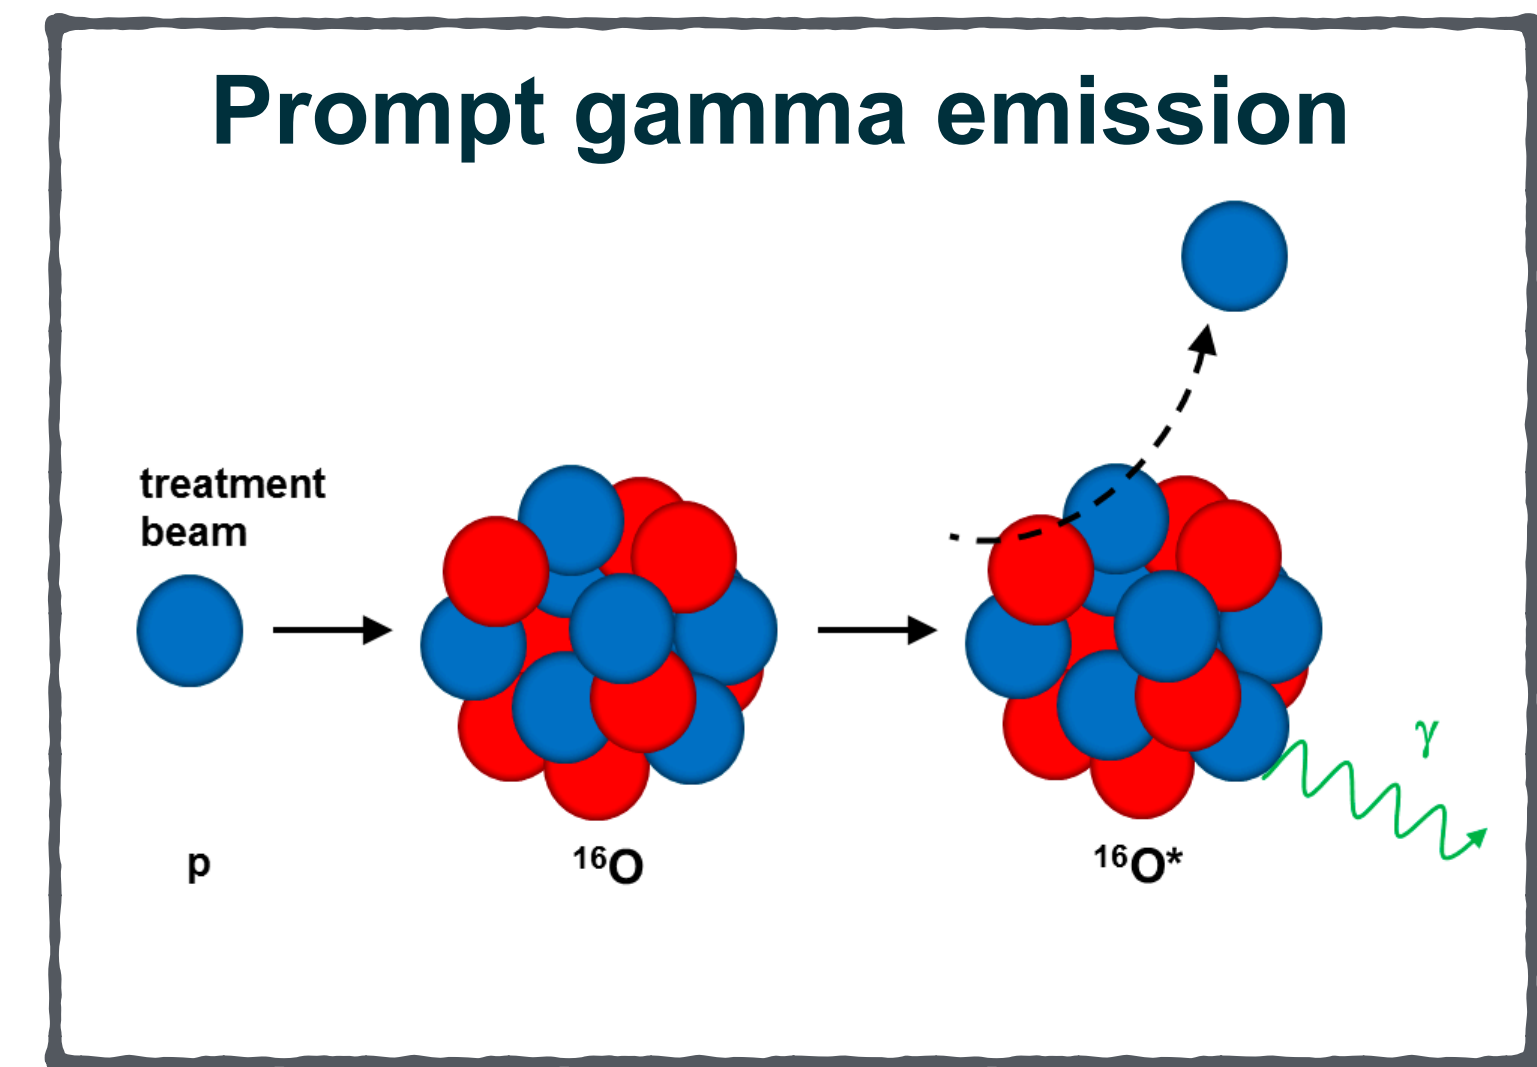 Prompt gamma emission
treatment
beam
γ
p
¹⁶O
¹⁶O*